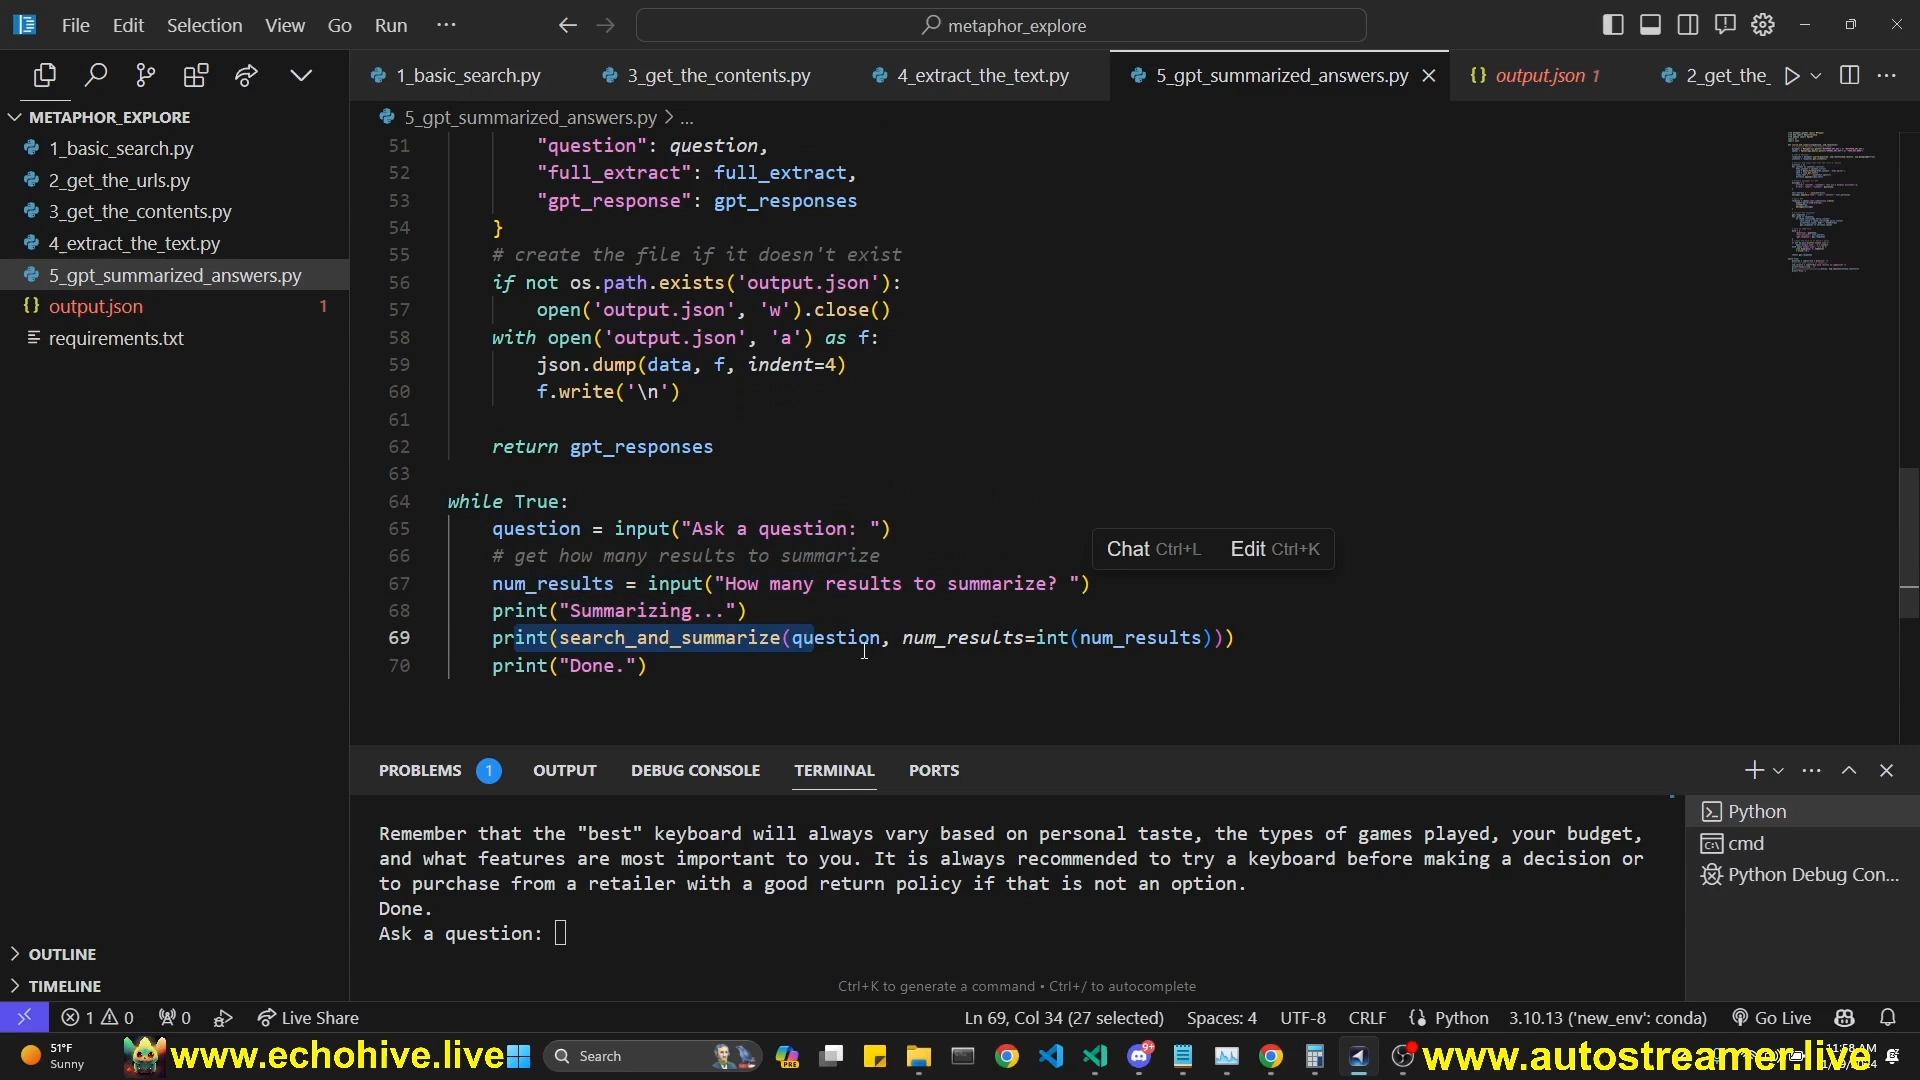 File Edit Selection View Go Run ···
metaphor_explore
1_basic_search.py
3_get_the_contents.py
4_extract_the_text.py
5_gpt_summarized_answers.py
output.json 1
2_get_the_
METAPHOR_EXPLORE
1_basic_search.py
2_get_the_urls.py
3_get_the_contents.py
4_extract_the_text.py
5_gpt_summarized_answers.py
output.json 1
requirements.txt
OUTLINE
TIMELINE
5_gpt_summarized_answers.py > ...
51 "question": question,
52 "full_extract": full_extract,
53 "gpt_response": gpt_responses
54 }
55 # create the file if it doesn't exist
56 if not os.path.exists('output.json'):
57 open('output.json', 'w').close()
58 with open('output.json', 'a') as f:
59 json.dump(data, f, indent=4)
60 f.write('\n')
61
62 return gpt_responses
63
64 while True:
65 question = input("Ask a question: ")
66 # get how many results to summarize
67 num_results = input("How many results to summarize? ")
68 print("Summarizing...")
69 print(search_and_summarize(question, num_results=int(num_results)))
70 print("Done.")
Chat Ctrl+L Edit Ctrl+K
PROBLEMS 1 OUTPUT DEBUG CONSOLE TERMINAL PORTS
Remember that the "best" keyboard will always vary based on personal taste, the types of games played, your budget,
and what features are most important to you. It is always recommended to try a keyboard before making a decision or
to purchase from a retailer with a good return policy if that is not an option.
Done.
Ask a question:
Ctrl+K to generate a command • Ctrl+/ to autocomplete
Python
cmd
Python Debug Con...
1 0 0 Live Share
Ln 69, Col 34 (27 selected) Spaces: 4 UTF-8 CRLF Python 3.10.13 ('new_env': conda) Go Live
51°F
Sunny
www.echohive.live
Search
www.autostreamer.live